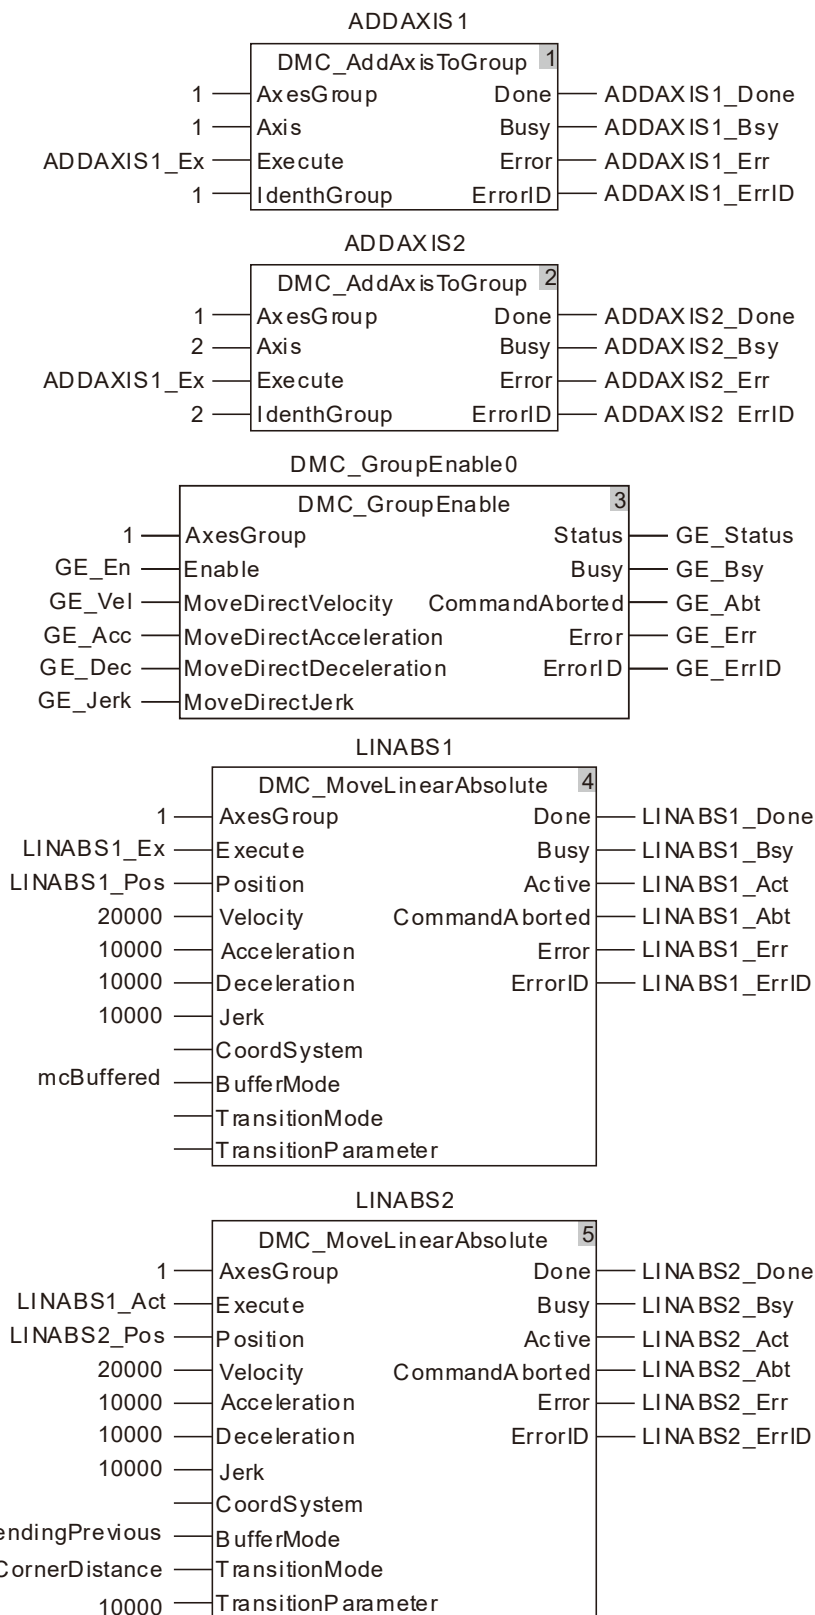 ADDAXIS1
DMC_AddAxisToGroup 1
1 AxesGroup Done ADDAXIS1_Done
1 Axis Busy ADDAXIS1_Bsy
ADDAXIS1_Ex Execute Error ADDAXIS1_Err
1 IdenthGroup ErrorID ADDAXIS1_ErrID
ADDAXIS2
DMC_AddAxisToGroup 2
1 AxesGroup Done ADDAXIS2_Done
2 Axis Busy ADDAXIS2_Bsy
ADDAXIS1_Ex Execute Error ADDAXIS2_Err
2 IdenthGroup ErrorID ADDAXIS2 ErrID
DMC_GroupEnable0
DMC_GroupEnable 3
1 AxesGroup Status GE_Status
GE_En Enable Busy GE_Bsy
GE_Vel MoveDirectVelocity CommandAborted GE_Abt
GE_Acc MoveDirectAcceleration Error GE_Err
GE_Dec MoveDirectDeceleration ErrorID GE_ErrID
GE_Jerk MoveDirectJerk
LINABS1
DMC_MoveLinearAbsolute 4
1 AxesGroup Done LINABS1_Done
LINABS1_Ex Execute Busy LINABS1_Bsy
LINABS1_Pos Position Active LINABS1_Act
20000 Velocity CommandAborted LINABS1_Abt
10000 Acceleration Error LINABS1_Err
10000 Deceleration ErrorID LINABS1_ErrID
10000 Jerk
CoordSystem
mcBuffered BufferMode
TransitionMode
TransitionParameter
LINABS2
DMC_MoveLinearAbsolute 5
1 AxesGroup Done LINABS2_Done
LINABS1_Act Execute Busy LINABS2_Bsy
LINABS2_Pos Position Active LINABS2_Act
20000 Velocity CommandAborted LINABS2_Abt
10000 Acceleration Error LINABS2_Err
10000 Deceleration ErrorID LINABS2_ErrID
10000 Jerk
CoordSystem
endingPrevious BufferMode
CornerDistance TransitionMode
10000 TransitionParameter